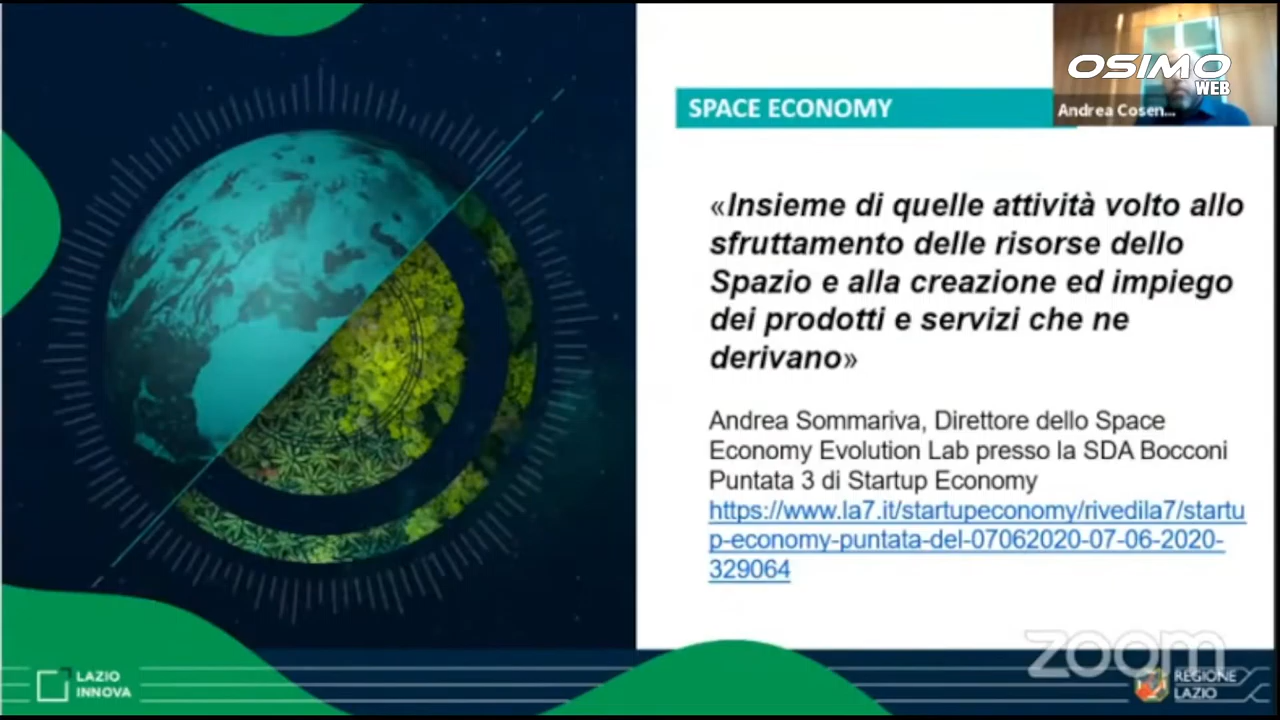 OSIMO
WEB
Andrea Cosen...
SPACE ECONOMY
«Insieme di quelle attività volto allo
sfruttamento delle risorse dello
Spazio e alla creazione ed impiego
dei prodotti e servizi che ne
derivano»
Andrea Sommariva, Direttore dello Space
Economy Evolution Lab presso la SDA Bocconi
Puntata 3 di Startup Economy
https://www.la7.it/startupeconomy/rivedila7/startu
p-economy-puntata-del-07062020-07-06-2020-
329064
zoom
LAZIO
INNOVA
REGIONE
LAZIO